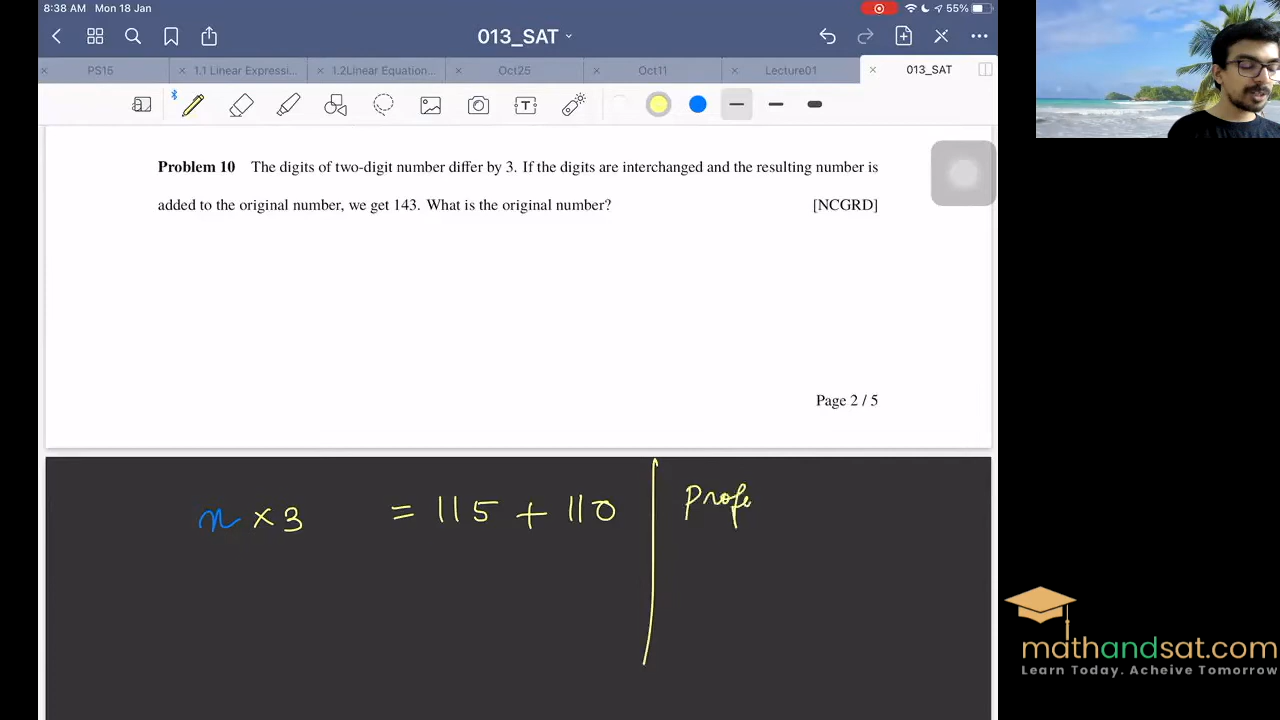 8:38 AM Mon 18 Jan
55%
013_SAT
PS16
1.1 Linear Expressi...
1.2Linear Equation...
Oct25
Oct11
Lecture01
013_SAT
T
Problem 10 The digits of two-digit number differ by 3. If the digits are interchanged and the resulting number is
added to the original number, we get 143. What is the original number? [NCGRD]
Page 2 / 5
n × 3 = 115 + 110
Profe
mathandsat.com
Learn Today. Acheive Tomorrow